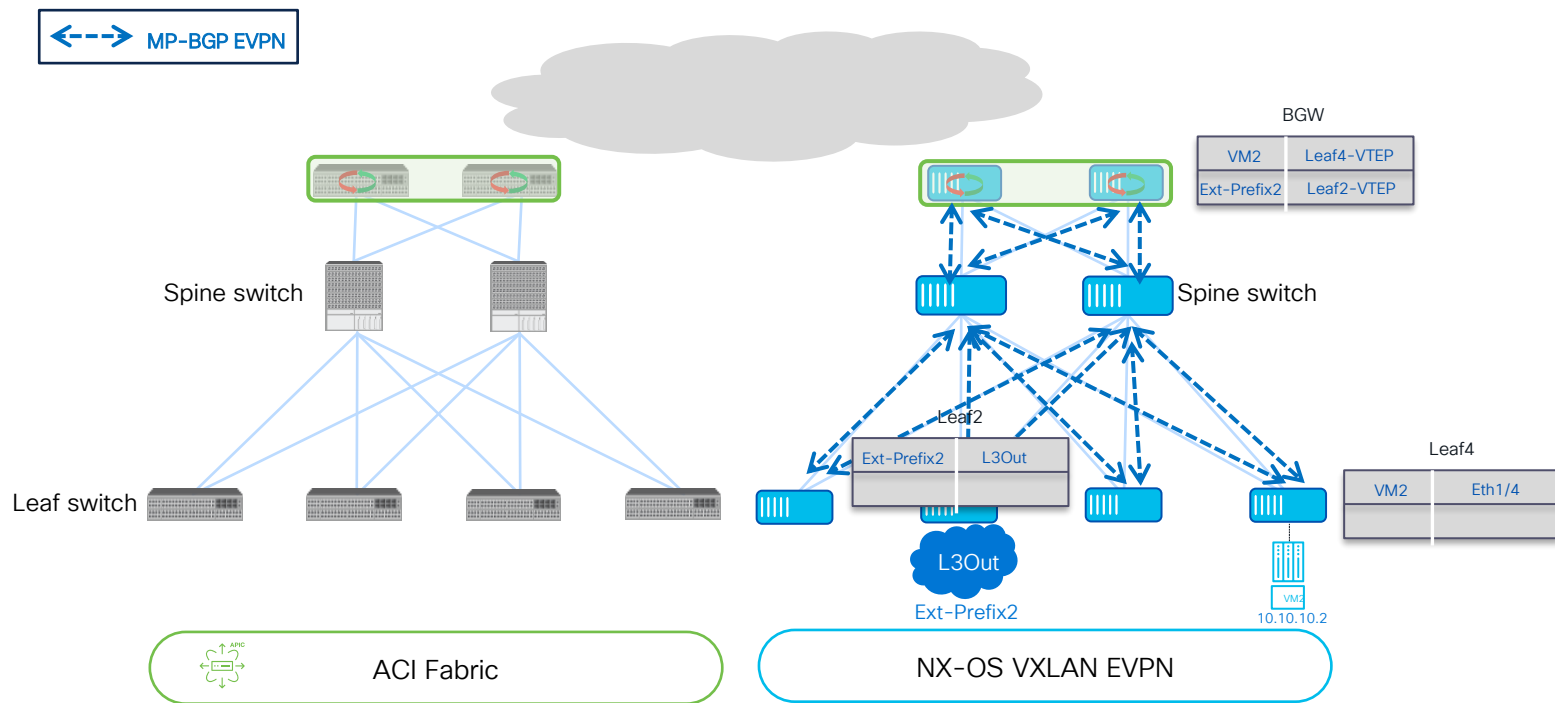 MP-BGP EVPN
BGW
VM2
Leaf4-VTEP
Ext-Prefix2
Leaf2-VTEP
Spine switch
Spine switch
Leaf2
Ext-Prefix2
L3Out
Leaf4
VM2
Eth1/4
Leaf switch
L3Out
Ext-Prefix2
VM2
10.10.10.2
APIC
ACI Fabric
NX-OS VXLAN EVPN